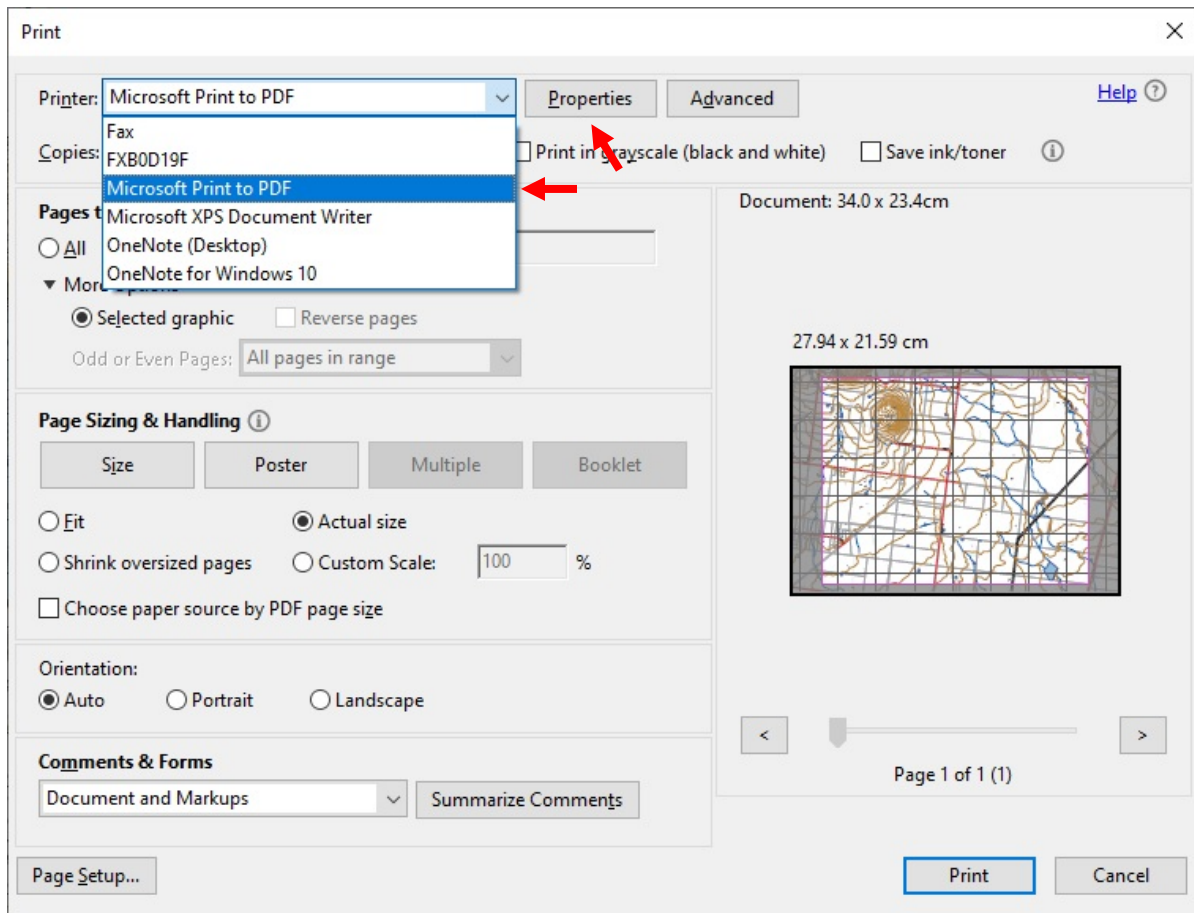 Print
Printer: Microsoft Print to PDF Properties Advanced Help
Fax
Copies: FXB0D19F Print in grayscale (black and white) Save ink/toner
Microsoft Print to PDF
Pages Microsoft XPS Document Writer Document: 34.0 x 23.4cm
All OneNote (Desktop)
OneNote for Windows 10
Selected graphic Reverse pages
27.94 x 21.59 cm
Odd or Even Pages: All pages in range
Page Sizing & Handling
Size Poster Multiple Booklet
Fit Actual size
Shrink oversized pages Custom Scale: 100 %
Choose paper source by PDF page size
Orientation:
Auto Portrait Landscape
< >
Comments & Forms
Page 1 of 1 (1)
Document and Markups Summarize Comments
Page Setup... Print Cancel